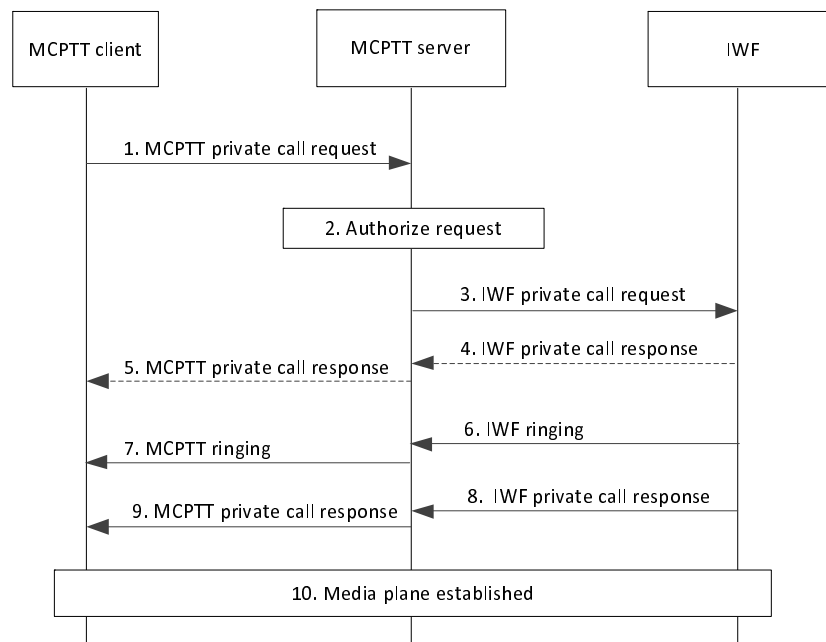 MCPTT client
MCPTT server
IWF
1. MCPTT private call request
2. Authorize request
3. IWF private call request
4. IWF private call response
5. MCPTT private call response
6. IWF ringing
7. MCPTT ringing
8. IWF private call response
9. MCPTT private call response
10. Media plane established